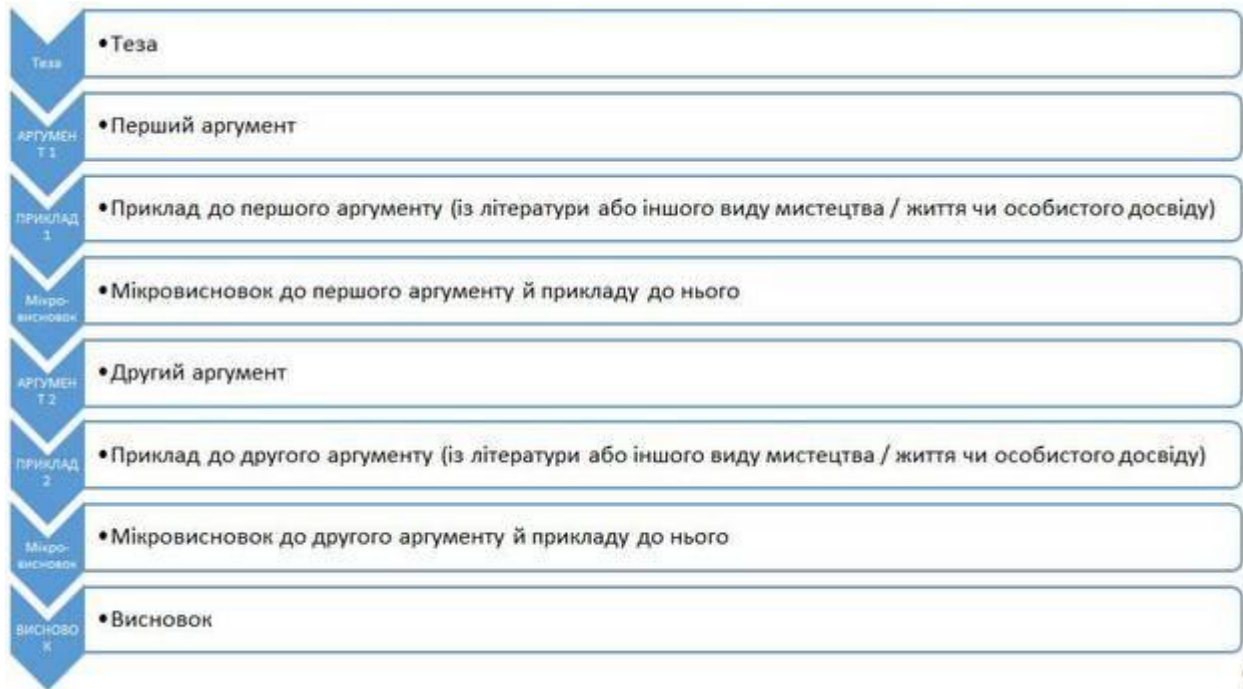 Теза
•Теза
АРГУМЕН
Т 1
•Перший аргумент
ПРИКЛАД
1
•Приклад до першого аргументу (із літератури або іншого виду мистецтва / життя чи особистого досвіду)
Мікро-
висновок
•Мікровисновок до першого аргументу й прикладу до нього
АРГУМЕН
Т 2
•Другий аргумент
ПРИКЛАД
2
•Приклад до другого аргументу (із літератури або іншого виду мистецтва / життя чи особистого досвіду)
Мікро-
висновок
•Мікровисновок до другого аргументу й прикладу до нього
ВИСНОВО
К
•Висновок